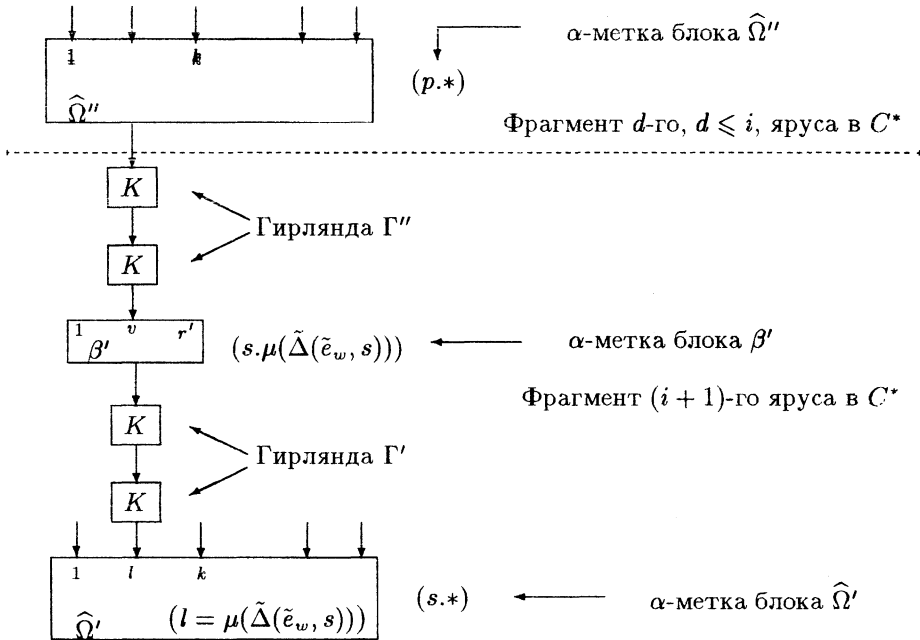 1 k α-метка блока Ω̂″
(p.∗)
Ω̂″
Фрагмент d-го, d ⩽ i, яруса в C*
K
Гирлянда Γ″
K
1 v r′
β′ (s.μ(Δ̃(ẽ_w, s))) α-метка блока β′
Фрагмент (i + 1)-го яруса в C*
K
Гирлянда Γ′
K
1 l k
Ω̂′ (l = μ(Δ̃(ẽ_w, s))) (s.∗) α-метка блока Ω̂′